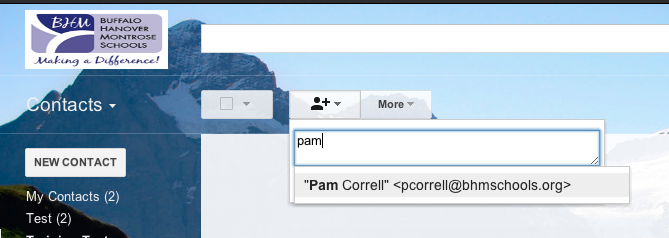 BHM
BUFFALO
HANOVER
MONTROSE
SCHOOLS
Making a Difference!
Contacts
More
pam
NEW CONTACT
"Pam Correll" <pcorrell@bhmschools.org>
My Contacts (2)
Test (2)